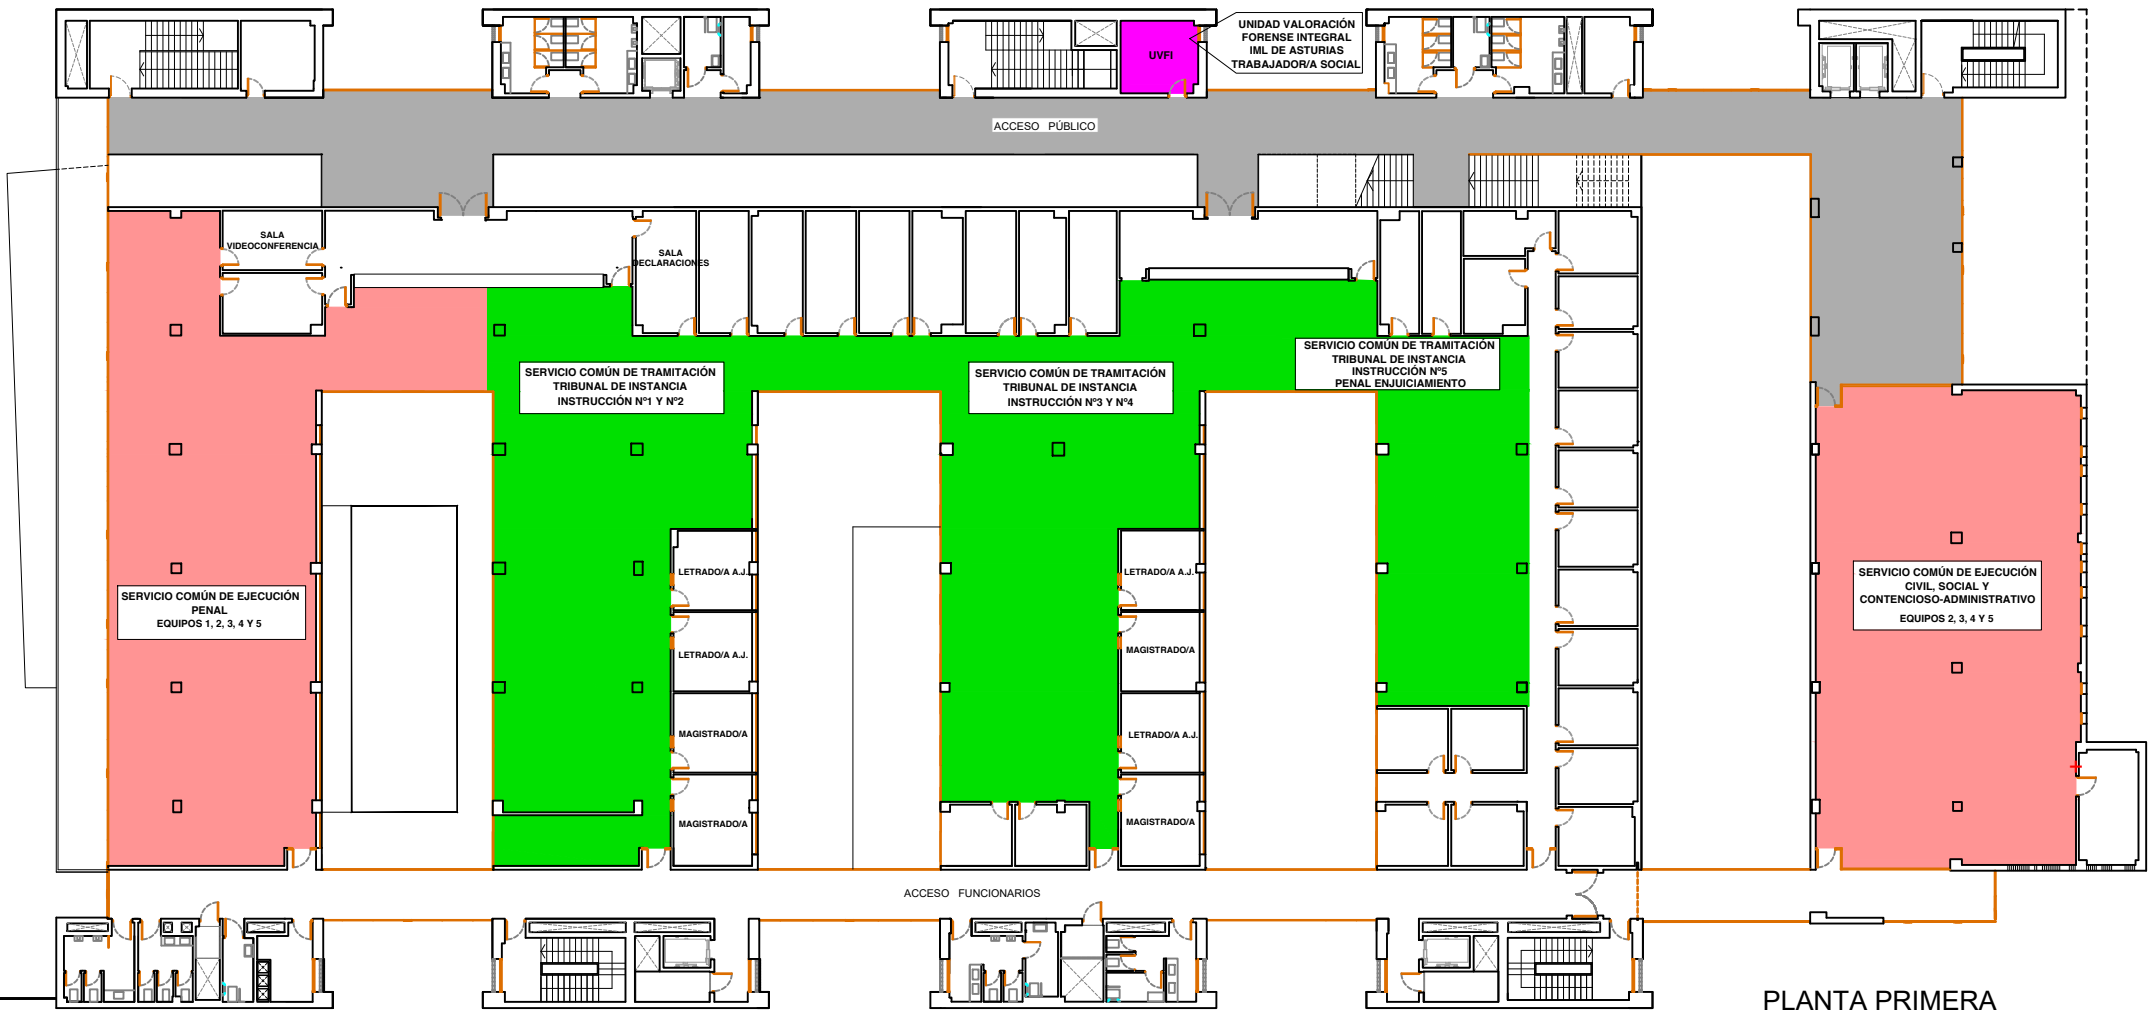 UNIDAD VALORACIÓN
FORENSE INTEGRAL
IML DE ASTURIAS
TRABAJADOR/A SOCIAL
UVFI
ACCESO PÚBLICO
SALA
VIDEOCONFERENCIA
SALA
DECLARACIONES
SERVICIO COMÚN DE TRAMITACIÓN
TRIBUNAL DE INSTANCIA
INSTRUCCIÓN Nº1 Y Nº2
SERVICIO COMÚN DE TRAMITACIÓN
TRIBUNAL DE INSTANCIA
INSTRUCCIÓN Nº3 Y Nº4
SERVICIO COMÚN DE TRAMITACIÓN
TRIBUNAL DE INSTANCIA
INSTRUCCIÓN Nº5
PENAL ENJUICIAMIENTO
SERVICIO COMÚN DE EJECUCIÓN
PENAL
EQUIPOS 1, 2, 3, 4 Y 5
LETRADO/A A.J.
LETRADO/A A.J.
MAGISTRADO/A
MAGISTRADO/A
LETRADO/A A.J.
MAGISTRADO/A
LETRADO/A A.J.
MAGISTRADO/A
SERVICIO COMÚN DE EJECUCIÓN
CIVIL, SOCIAL Y
CONTENCIOSO-ADMINISTRATIVO
EQUIPOS 2, 3, 4 Y 5
ACCESO FUNCIONARIOS
PLANTA PRIMERA